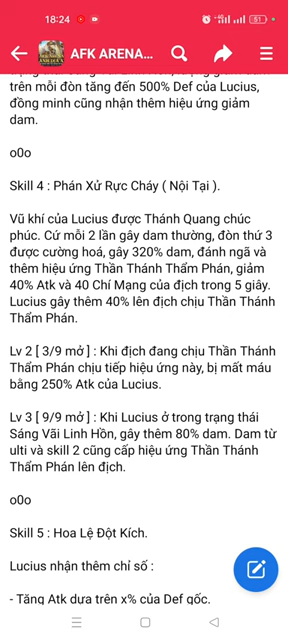 18:24
4G
51
AFK ARENA...
trên mỗi đòn tăng đến 500% Def của Lucius,
đồng minh cũng nhận thêm hiệu ứng giảm
dam.
o0o
Skill 4 : Phán Xử Rực Cháy ( Nội Tại ).
Vũ khí của Lucius được Thánh Quang chúc
phúc. Cứ mỗi 2 lần gây dam thường, đòn thứ 3
được cường hoá, gây 320% dam, đánh ngã và
thêm hiệu ứng Thần Thánh Thẩm Phán, giảm
40% Atk và 40 Chí Mạng của địch trong 5 giây.
Lucius gây thêm 40% lên địch chịu Thần Thánh
Thẩm Phán.
Lv 2 [ 3/9 mở ] : Khi địch đang chịu Thần Thánh
Thẩm Phán chịu tiếp hiệu ứng này, bị mất máu
bằng 250% Atk của Lucius.
Lv 3 [ 9/9 mở ] : Khi Lucius ở trong trạng thái
Sáng Vãi Linh Hồn, gây thêm 80% dam. Dam từ
ulti và skill 2 cũng cấp hiệu ứng Thần Thánh
Thẩm Phán lên địch.
o0o
Skill 5 : Hoa Lệ Đột Kích.
Lucius nhận thêm chỉ số :
- Tăng Atk dựa trên x% của Def gốc.